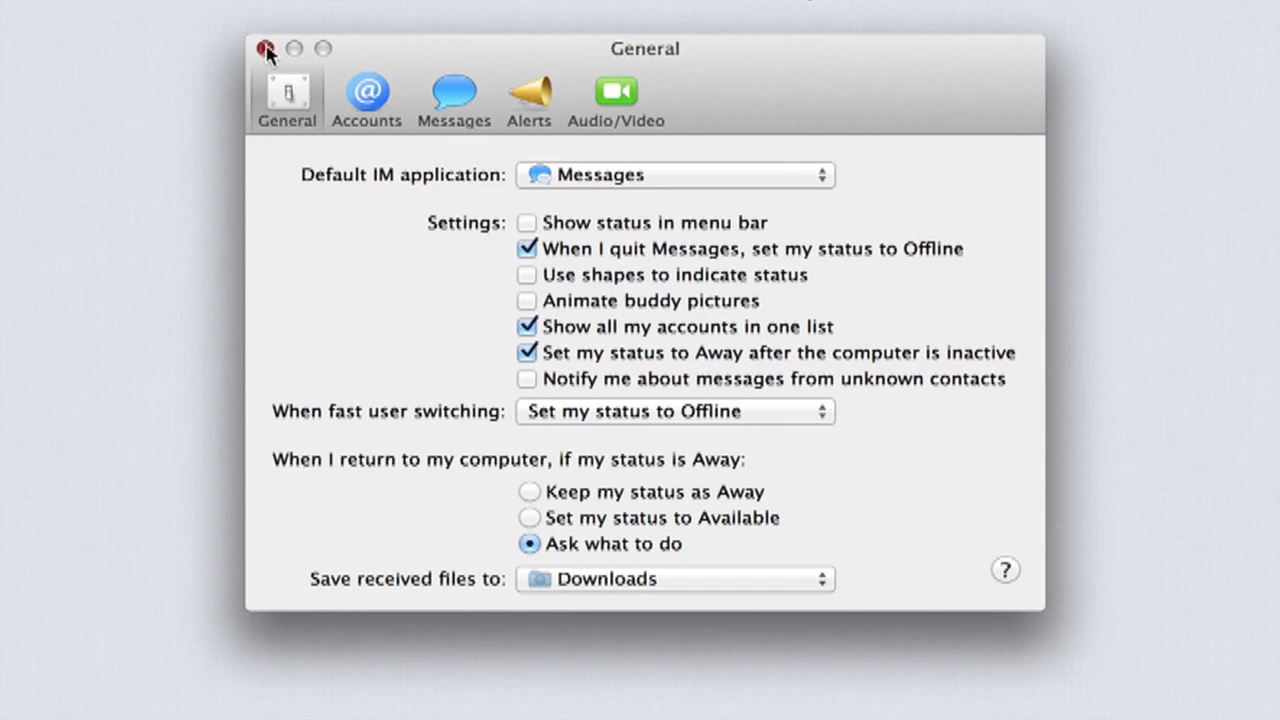 General
General Accounts Messages Alerts Audio/Video
Default IM application: Messages
Settings: Show status in menu bar
When I quit Messages, set my status to Offline
Use shapes to indicate status
Animate buddy pictures
Show all my accounts in one list
Set my status to Away after the computer is inactive
Notify me about messages from unknown contacts
When fast user switching: Set my status to Offline
When I return to my computer, if my status is Away:
Keep my status as Away
Set my status to Available
Ask what to do
Save received files to: Downloads ?